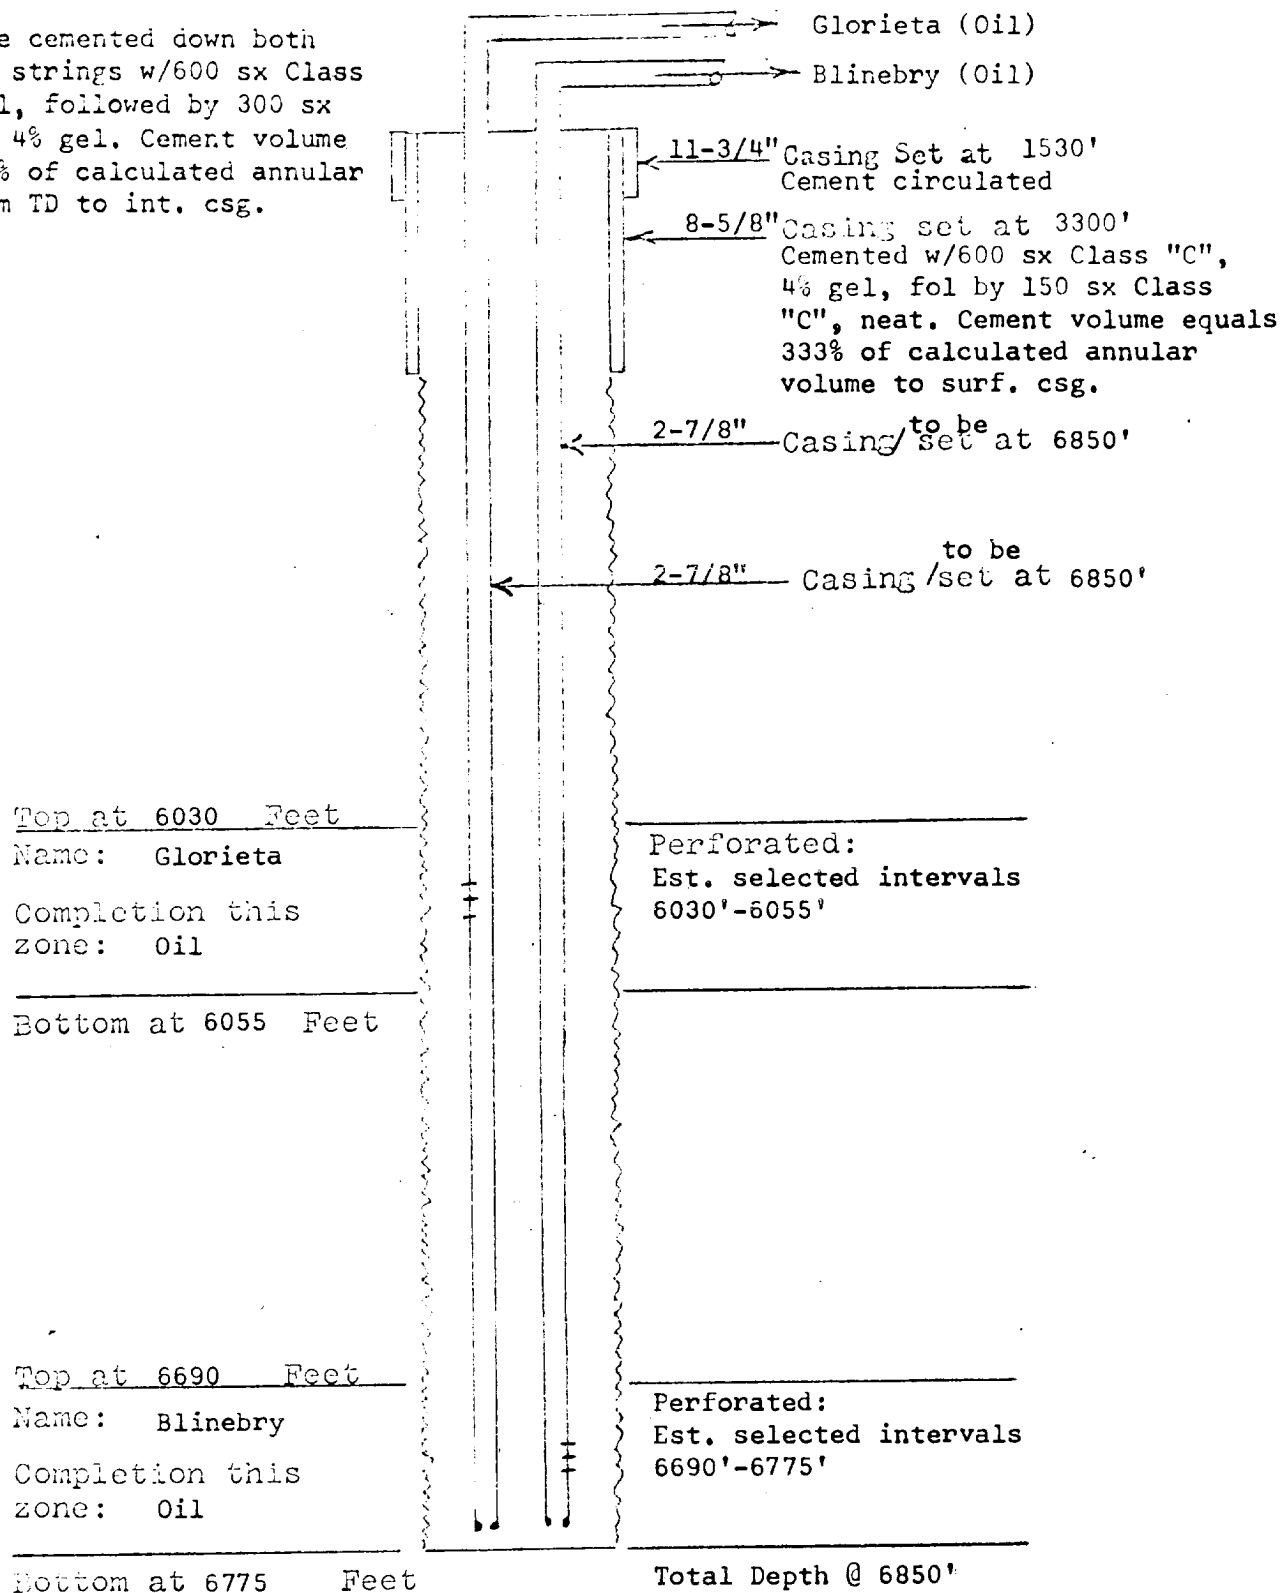 e cemented down both
strings w/600 sx Class
l, followed by 300 sx
4% gel. Cement volume
% of calculated annular
m TD to int. csg.
Glorieta (Oil)
Blinebry (Oil)
11-3/4" Casing Set at 1530'
Cement circulated
8-5/8" Casing set at 3300'
Cemented w/600 sx Class "C",
4% gel, fol by 150 sx Class
"C", neat. Cement volume equals
333% of calculated annular
volume to surf. csg.
to be
2-7/8" Casing/set at 6850'
to be
2-7/8" Casing/set at 6850'
Top at 6030 Feet
Name: Glorieta
Completion this
zone: Oil
Bottom at 6055 Feet
Perforated:
Est. selected intervals
6030'-6055'
Top at 6690 Feet
Name: Blinebry
Completion this
zone: Oil
Bottom at 6775 Feet
Perforated:
Est. selected intervals
6690'-6775'
Total Depth @ 6850'